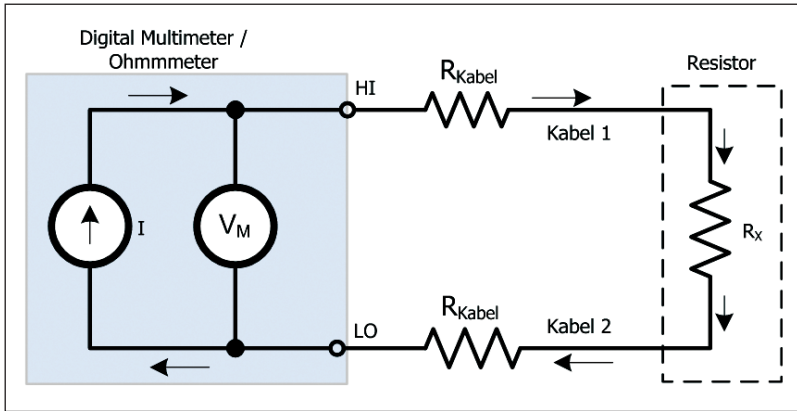 Digital Multimeter /
Ohmmmeter
HI
RKabel
Kabel 1
Resistor
I
VM
RX
LO
RKabel
Kabel 2